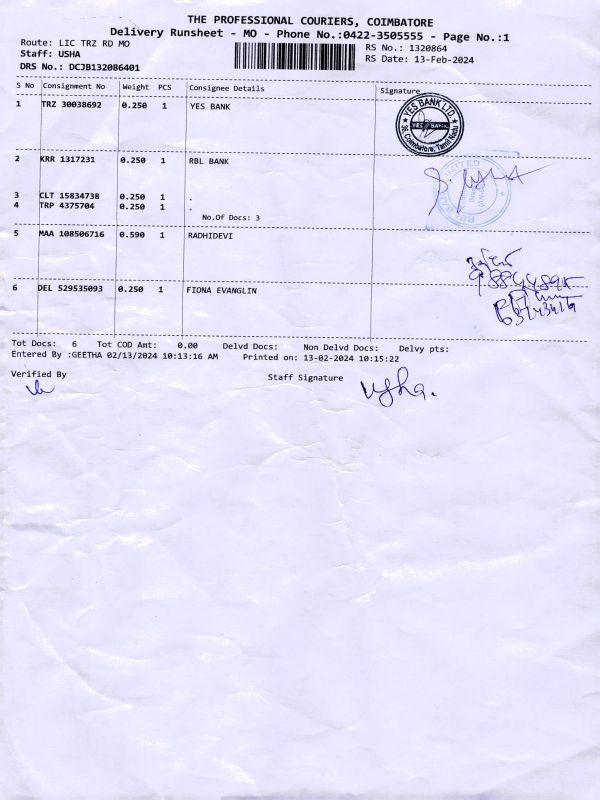 THE PROFESSIONAL COURIERS, COIMBATORE
Delivery Runsheet - MO - Phone No.:0422-3505555 - Page No.:1
Route: LIC TRZ RD MO RS No.: 1320864
Staff: USHA RS Date: 13-Feb-2024
DRS No.: DCJB132086401
S No Consignment No Weight PCS Consignee Details Signature
1 TRZ 30038692 0.250 1 YES BANK
YES BANK LTD.
YES BANK
Coimbatore, Tamil Nadu
2 KRR 1317231 0.250 1 RBL BANK
3 CLT 15834738 0.250 1 .
4 TRP 4375704 0.250 1 .
No.Of Docs: 3
5 MAA 108506716 0.590 1 RADHIDEVI
6 DEL 529535093 0.250 1 FIONA EVANGLIN
Tot Docs: 6 Tot COD Amt: 0.00 Delvd Docs: Non Delvd Docs: Delvy pts:
Entered By :GEETHA 02/13/2024 10:13:16 AM Printed on: 13-02-2024 10:15:22
Verified By Staff Signature
usha.